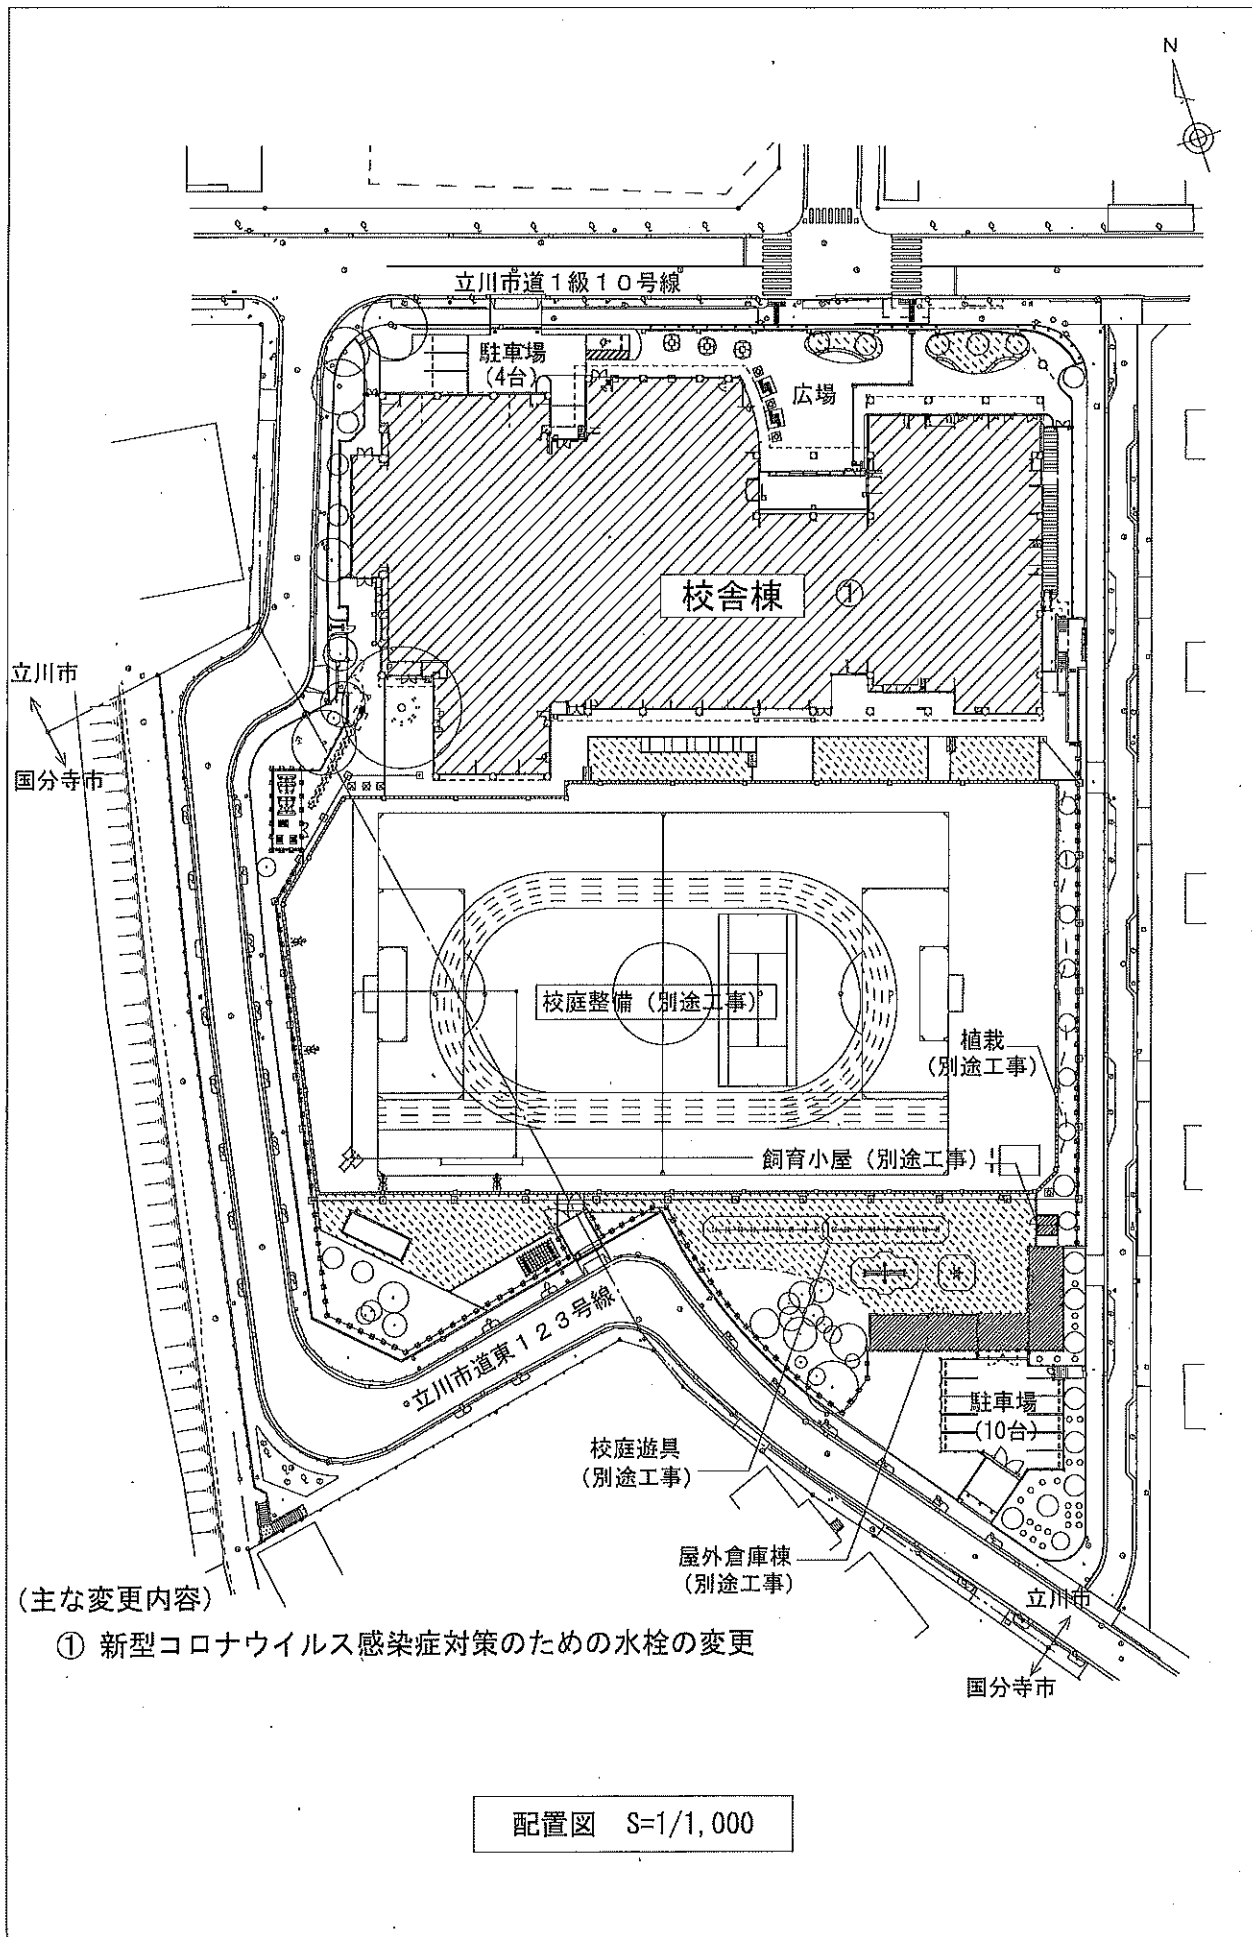 N
立川市道1級10号線
駐車場
(4台)
広場
校舎棟
①
立川市
国分寺市
校庭整備(別途工事)
植栽
(別途工事)
飼育小屋(別途工事)
立川市道東123号線
駐車場
(10台)
校庭遊具
(別途工事)
屋外倉庫棟
(別途工事)
立川市
国分寺市
(主な変更内容)
① 新型コロナウイルス感染症対策のための水栓の変更
配置図 S=1/1,000